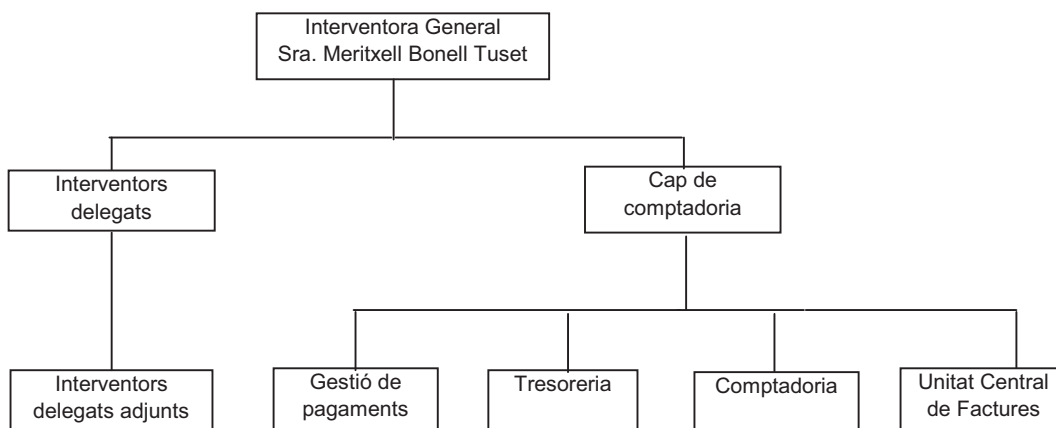 Interventora General
Sra. Meritxell Bonell Tuset
Interventors
delegats
Cap de
comptadoria
Interventors
delegats adjunts
Gestió de
pagaments
Tresoreria
Comptadoria
Unitat Central
de Factures